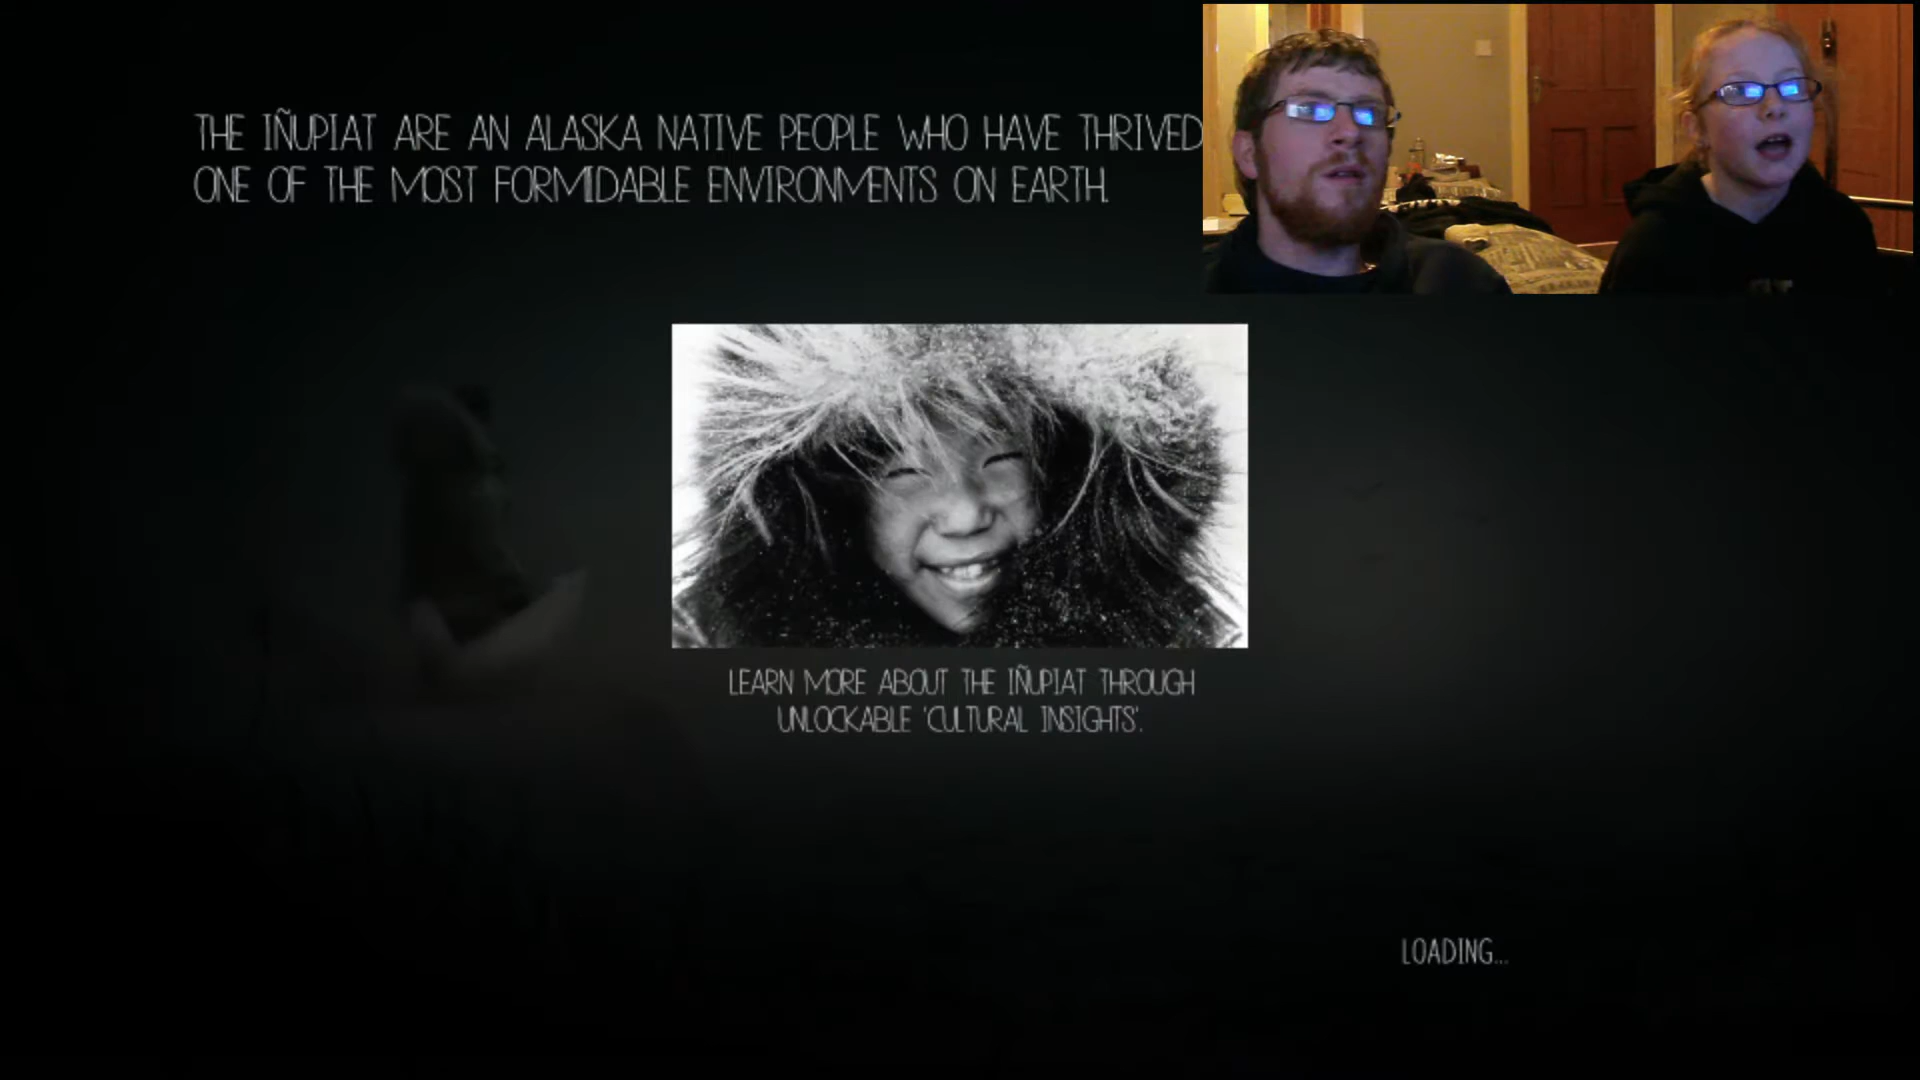 THE IÑUPIAT ARE AN ALASKA NATIVE PEOPLE WHO HAVE THRIVED
ONE OF THE MOST FORMIDABLE ENVIRONMENTS ON EARTH.
LEARN MORE ABOUT THE IÑUPIAT THROUGH
UNLOCKABLE 'CULTURAL INSIGHTS'.
LOADING...